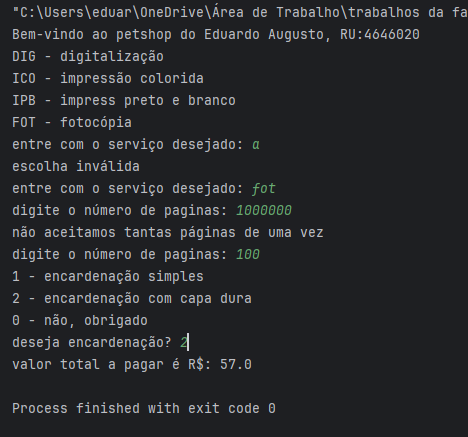 "C:\Users\eduar\OneDrive\Área de Trabalho\trabalhos da fa
Bem-vindo ao petshop do Eduardo Augusto, RU:4646020
DIG - digitalização
ICO - impressão colorida
IPB - impress preto e branco
FOT - fotocópia
entre com o serviço desejado: a
escolha inválida
entre com o serviço desejado: fot
digite o número de paginas: 1000000
não aceitamos tantas páginas de uma vez
digite o número de paginas: 100
1 - encardenação simples
2 - encardenação com capa dura
0 - não, obrigado
deseja encardenação? 2
valor total a pagar é R$: 57.0
Process finished with exit code 0